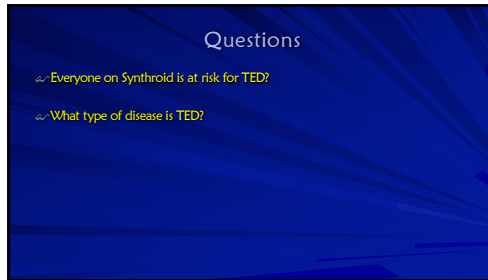 Questions
Everyone on Synthroid is at risk for TED?
What type of disease is TED?